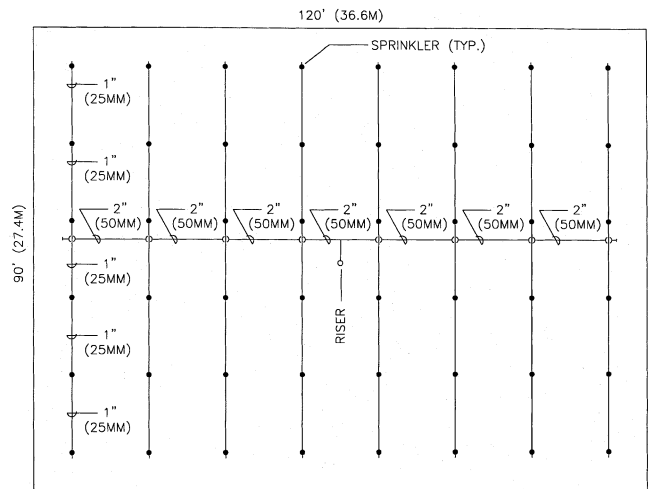 120' (36.6M)
SPRINKLER (TYP.)
1"
(25MM)
1"
(25MM)
2"
(50MM)
2"
(50MM)
2"
(50MM)
2"
(50MM)
2"
(50MM)
2"
(50MM)
2"
(50MM)
90' (27.4M)
1"
(25MM)
RISER
1"
(25MM)
1"
(25MM)